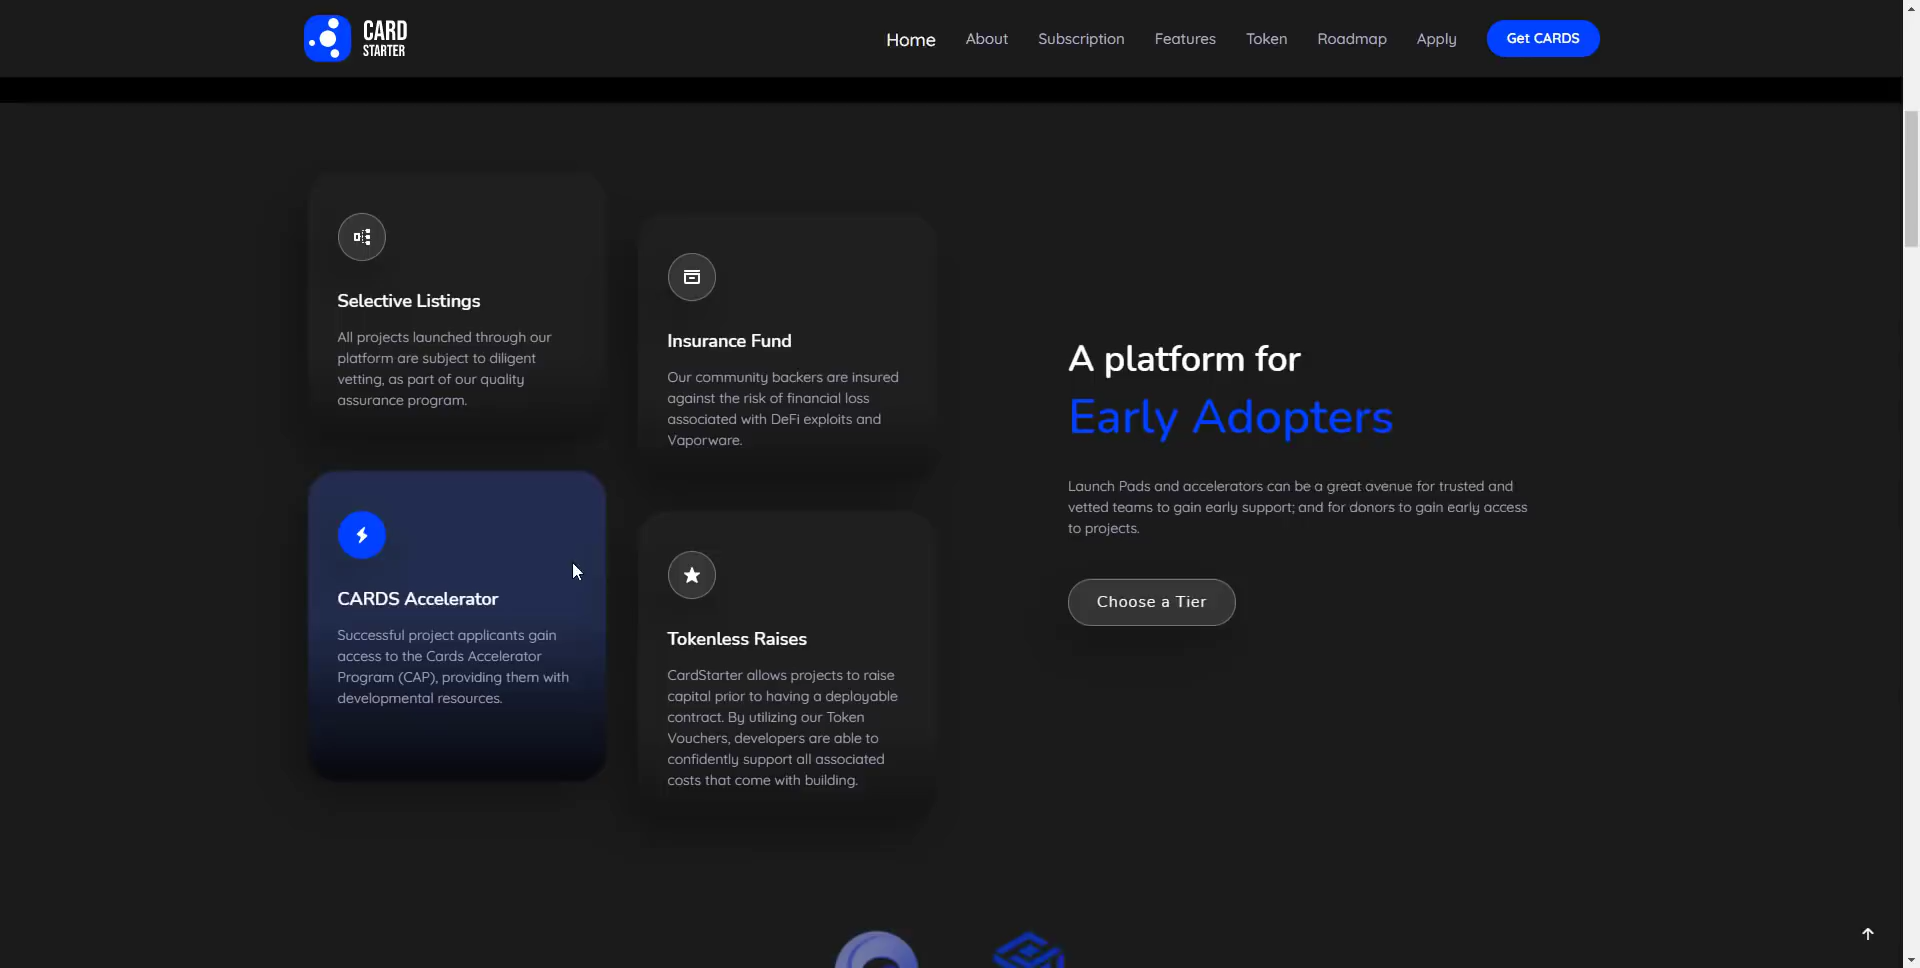 CARD
STARTER
Home
About
Subscription
Features
Token
Roadmap
Apply
Get CARDS
Selective Listings
All projects launched through our
platform are subject to diligent
vetting, as part of our quality
assurance program.
Insurance Fund
Our community backers are insured
against the risk of financial loss
associated with DeFi exploits and
Vaporware.
CARDS Accelerator
Successful project applicants gain
access to the Cards Accelerator
Program (CAP), providing them with
developmental resources.
Tokenless Raises
CardStarter allows projects to raise
capital prior to having a deployable
contract. By utilizing our Token
Vouchers, developers are able to
confidently support all associated
costs that come with building.
A platform for
Early Adopters
Launch Pads and accelerators can be a great avenue for trusted and
vetted teams to gain early support; and for donors to gain early access
to projects.
Choose a Tier